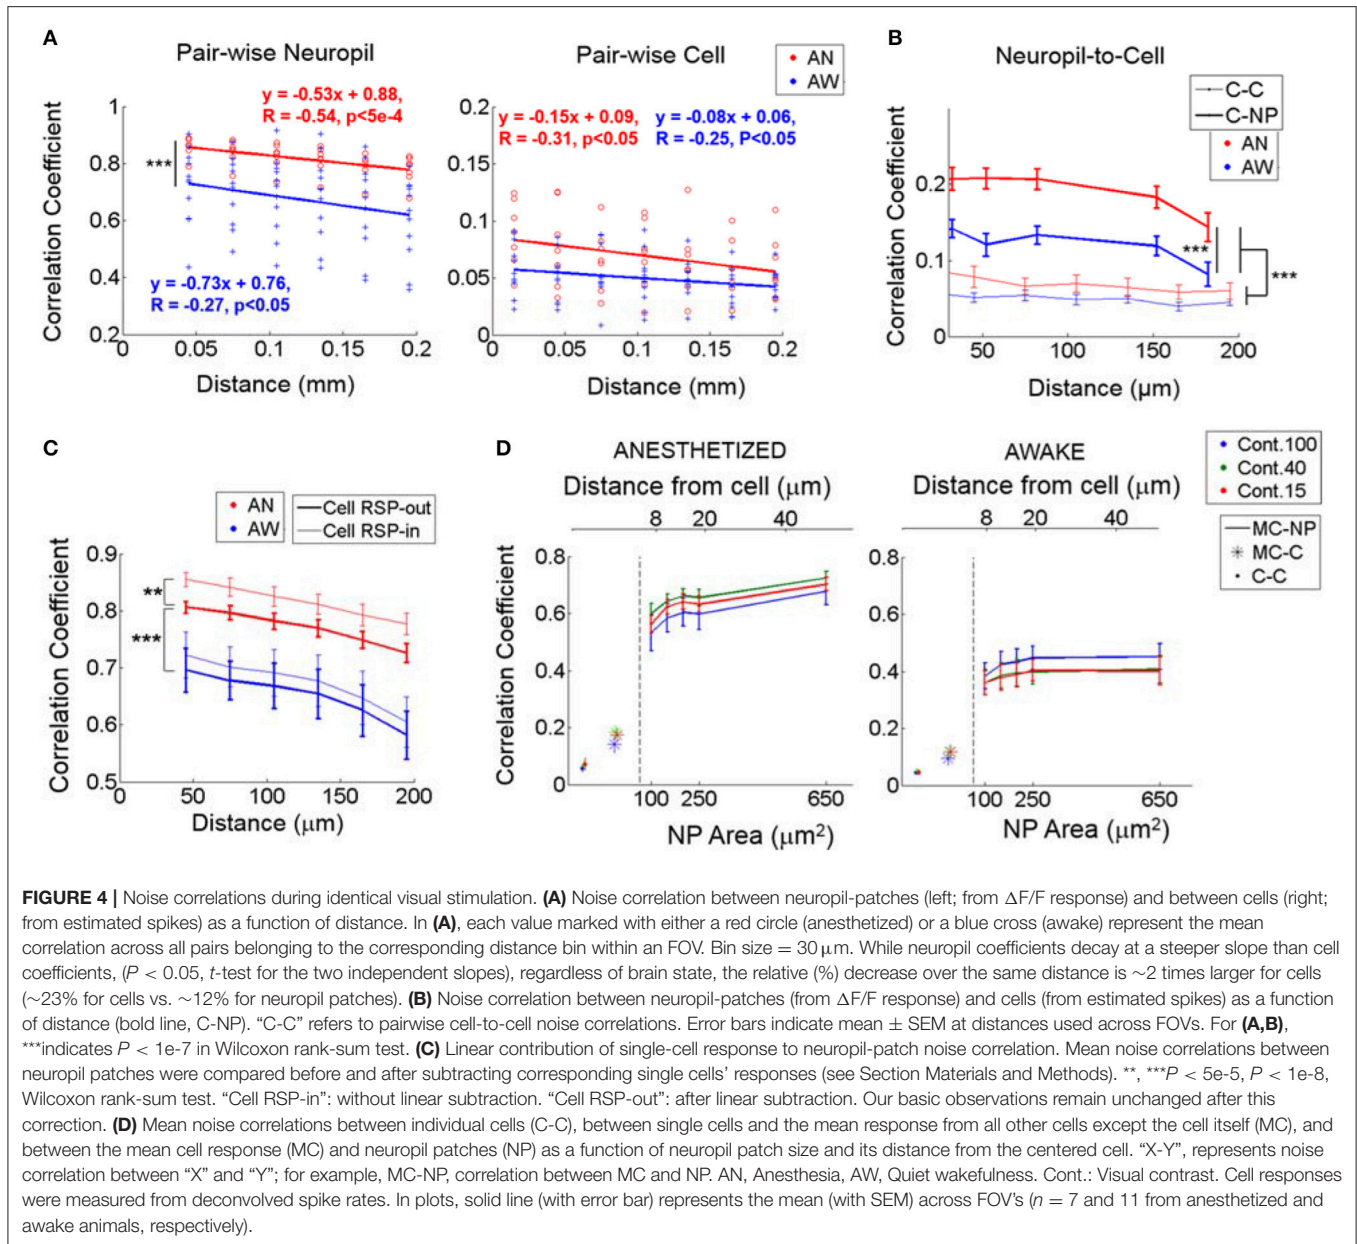 A
Pair-wise Neuropil
Pair-wise Cell
AN
AW
y = -0.53x + 0.88,
R = -0.54, p<5e-4
y = -0.73x + 0.76,
R = -0.27, p<0.05
***
Correlation Coefficient
1
0.8
0.6
0.4
0.2
0
0.05
0.1
0.15
0.2
Distance (mm)
y = -0.15x + 0.09,
R = -0.31, p<0.05
y = -0.08x + 0.06,
R = -0.25, P<0.05
0.2
0.15
0.1
0.05
0
0
0.05
0.1
0.15
0.2
Distance (mm)
B
Neuropil-to-Cell
C-C
C-NP
AN
AW
Correlation Coefficient
0.2
0.1
0
***
***
50
100
150
200
Distance (µm)
C
AN
AW
Cell RSP-out
Cell RSP-in
Correlation Coefficient
0.9
0.8
0.7
0.6
0.5
**
***
0
50
100
150
200
Distance (µm)
D
ANESTHETIZED
Distance from cell (µm)
8
20
40
Correlation Coefficient
0.8
0.6
0.4
0.2
0
100
250
650
NP Area (µm²)
AWAKE
Distance from cell (µm)
8
20
40
0.8
0.6
0.4
0.2
0
100
250
650
NP Area (µm²)
Cont.100
Cont.40
Cont.15
MC-NP
MC-C
C-C
FIGURE 4 | Noise correlations during identical visual stimulation. (A) Noise correlation between neuropil-patches (left; from ΔF/F response) and between cells (right;
from estimated spikes) as a function of distance. In (A), each value marked with either a red circle (anesthetized) or a blue cross (awake) represent the mean
correlation across all pairs belonging to the corresponding distance bin within an FOV. Bin size = 30 µm. While neuropil coefficients decay at a steeper slope than cell
coefficients, (P < 0.05, t-test for the two independent slopes), regardless of brain state, the relative (%) decrease over the same distance is ~2 times larger for cells
(~23% for cells vs. ~12% for neuropil patches). (B) Noise correlation between neuropil-patches (from ΔF/F response) and cells (from estimated spikes) as a function
of distance (bold line, C-NP). “C-C” refers to pairwise cell-to-cell noise correlations. Error bars indicate mean ± SEM at distances used across FOVs. For (A,B),
***indicates P < 1e-7 in Wilcoxon rank-sum test. (C) Linear contribution of single-cell response to neuropil-patch noise correlation. Mean noise correlations between
neuropil patches were compared before and after subtracting corresponding single cells’ responses (see Section Materials and Methods). **, ***P < 5e-5, P < 1e-8,
Wilcoxon rank-sum test. “Cell RSP-in”: without linear subtraction. “Cell RSP-out”: after linear subtraction. Our basic observations remain unchanged after this
correction. (D) Mean noise correlations between individual cells (C-C), between single cells and the mean response from all other cells except the cell itself (MC), and
between the mean cell response (MC) and neuropil patches (NP) as a function of neuropil patch size and its distance from the centered cell. “X-Y”, represents noise
correlation between “X” and “Y”; for example, MC-NP, correlation between MC and NP. AN, Anesthesia, AW, Quiet wakefulness. Cont.: Visual contrast. Cell responses
were measured from deconvolved spike rates. In plots, solid line (with error bar) represents the mean (with SEM) across FOV’s (n = 7 and 11 from anesthetized and
awake animals, respectively).